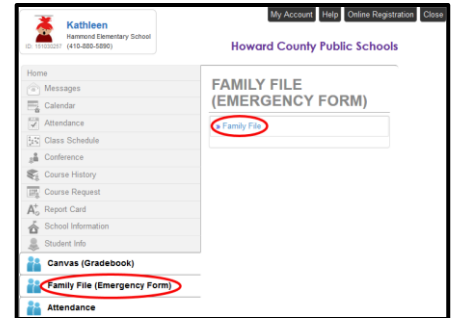 My Account Help Online Registration Close
Kathleen
Hammond Elementary School
(410-880-5890)
Howard County Public Schools
Home
Messages
Calendar
Attendance
Class Schedule
Conference
Course History
Course Request
Report Card
School Information
Student Info
Canvas (Gradebook)
Family File (Emergency Form)
Attendance
FAMILY FILE
(EMERGENCY FORM)
» Family File